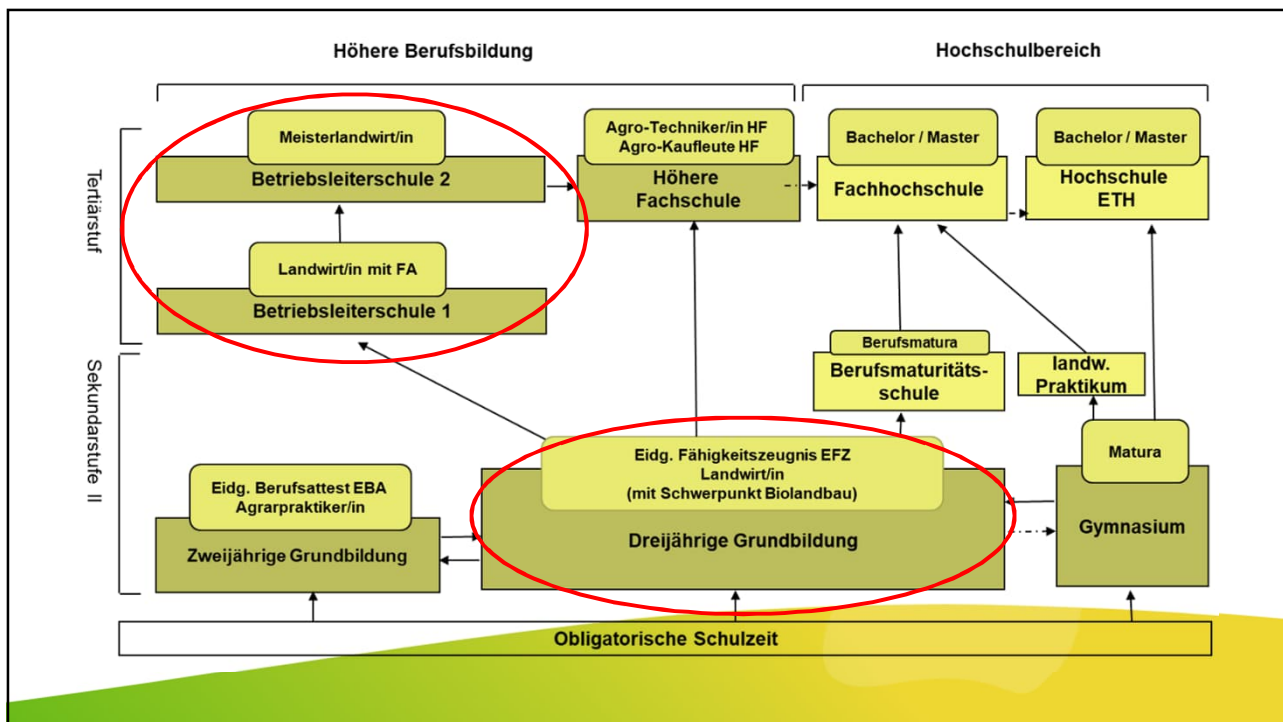 Höhere Berufsbildung
Hochschulbereich
Tertiärstuf
Meisterlandwirt/in
Betriebsleiterschule 2
Agro-Techniker/in HF
Agro-Kaufleute HF
Höhere
Fachschule
Bachelor / Master
Fachhochschule
Bachelor / Master
Hochschule
ETH
Landwirt/in mit FA
Betriebsleiterschule 1
Sekundarstufe II
Berufsmatura
Berufsmaturitäts-
schule
landw.
Praktikum
Eidg. Berufsattest EBA
Agrarpraktiker/in
Zweijährige Grundbildung
Eidg. Fähigkeitszeugnis EFZ
Landwirt/in
(mit Schwerpunkt Biolandbau)
Dreijährige Grundbildung
Matura
Gymnasium
Obligatorische Schulzeit